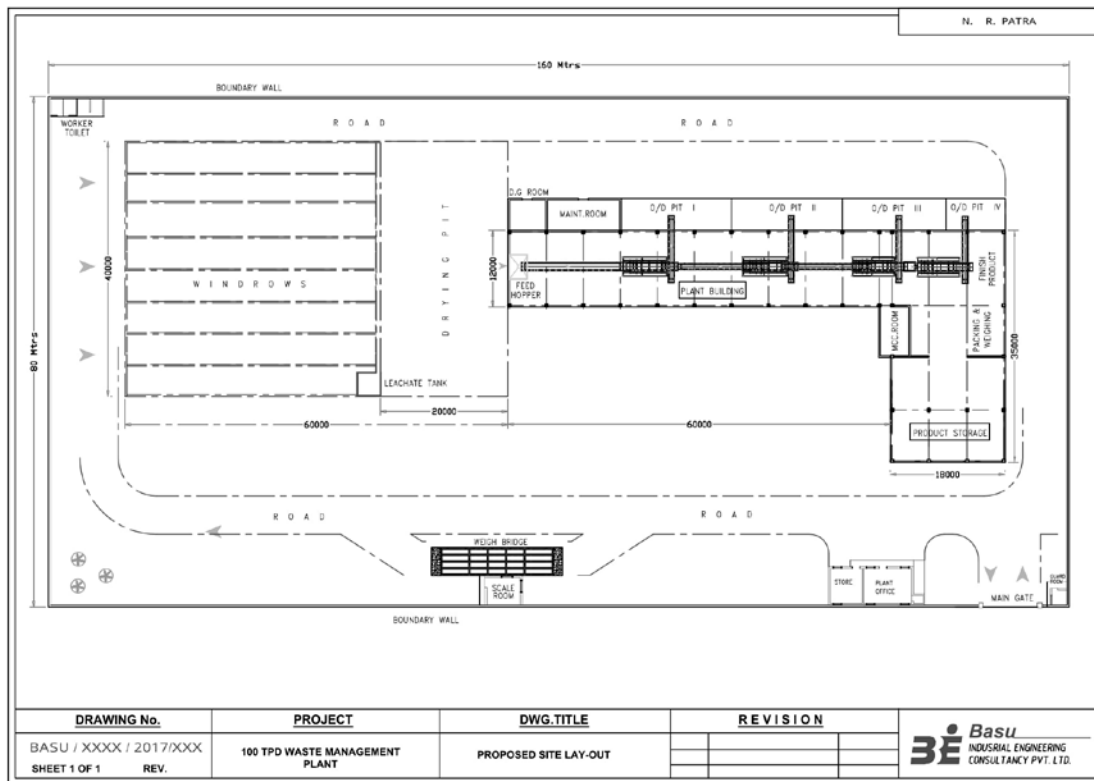 N. R. PATRA
160 Mtrs
BOUNDARY WALL
WORKER
TOILET
ROAD
ROAD
D.G ROOM
MAINT.ROOM
O/D PIT I
O/D PIT II
O/D PIT III
O/D PIT IV
40000
WINDROWS
DRYING PIT
12000
FEED
HOPPER
PLANT BUILDING
FINISH
PRODUCT
MCC.ROOM
PACKING &
WEIGHING
35000
80 Mtrs
LEACHATE TANK
20000
60000
60000
PRODUCT STORAGE
18000
ROAD
ROAD
WEIGH BRIDGE
SCALE
ROOM
STORE
PLANT
OFFICE
GUARD
ROOM
MAIN GATE
BOUNDARY WALL
DRAWING No.
PROJECT
DWG.TITLE
REVISION
BASU / XXXX / 2017/XXX
SHEET 1 OF 1 REV.
100 TPD WASTE MANAGEMENT
PLANT
PROPOSED SITE LAY-OUT
BE
Basu
INDUSRIAL ENGINEERING
CONSULTANCY PVT. LTD.